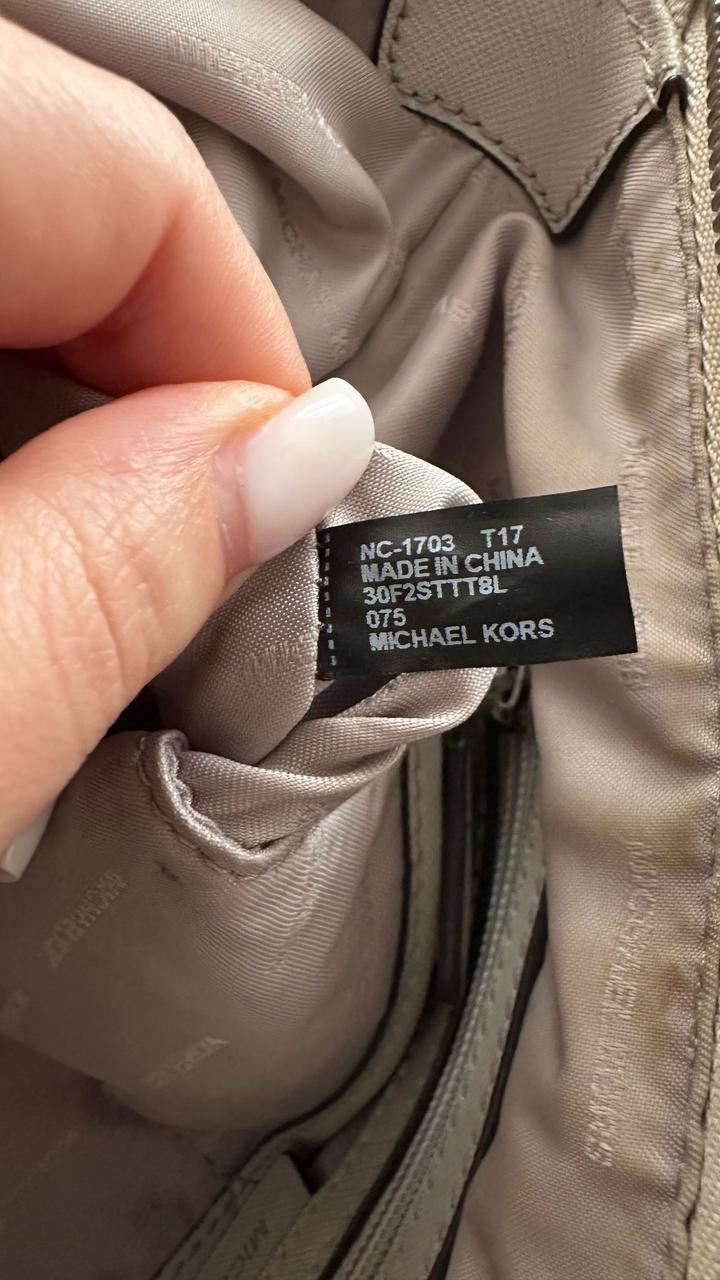 NC-1703 T17
MADE IN CHINA
30F2STTT8L
075
MICHAEL KORS